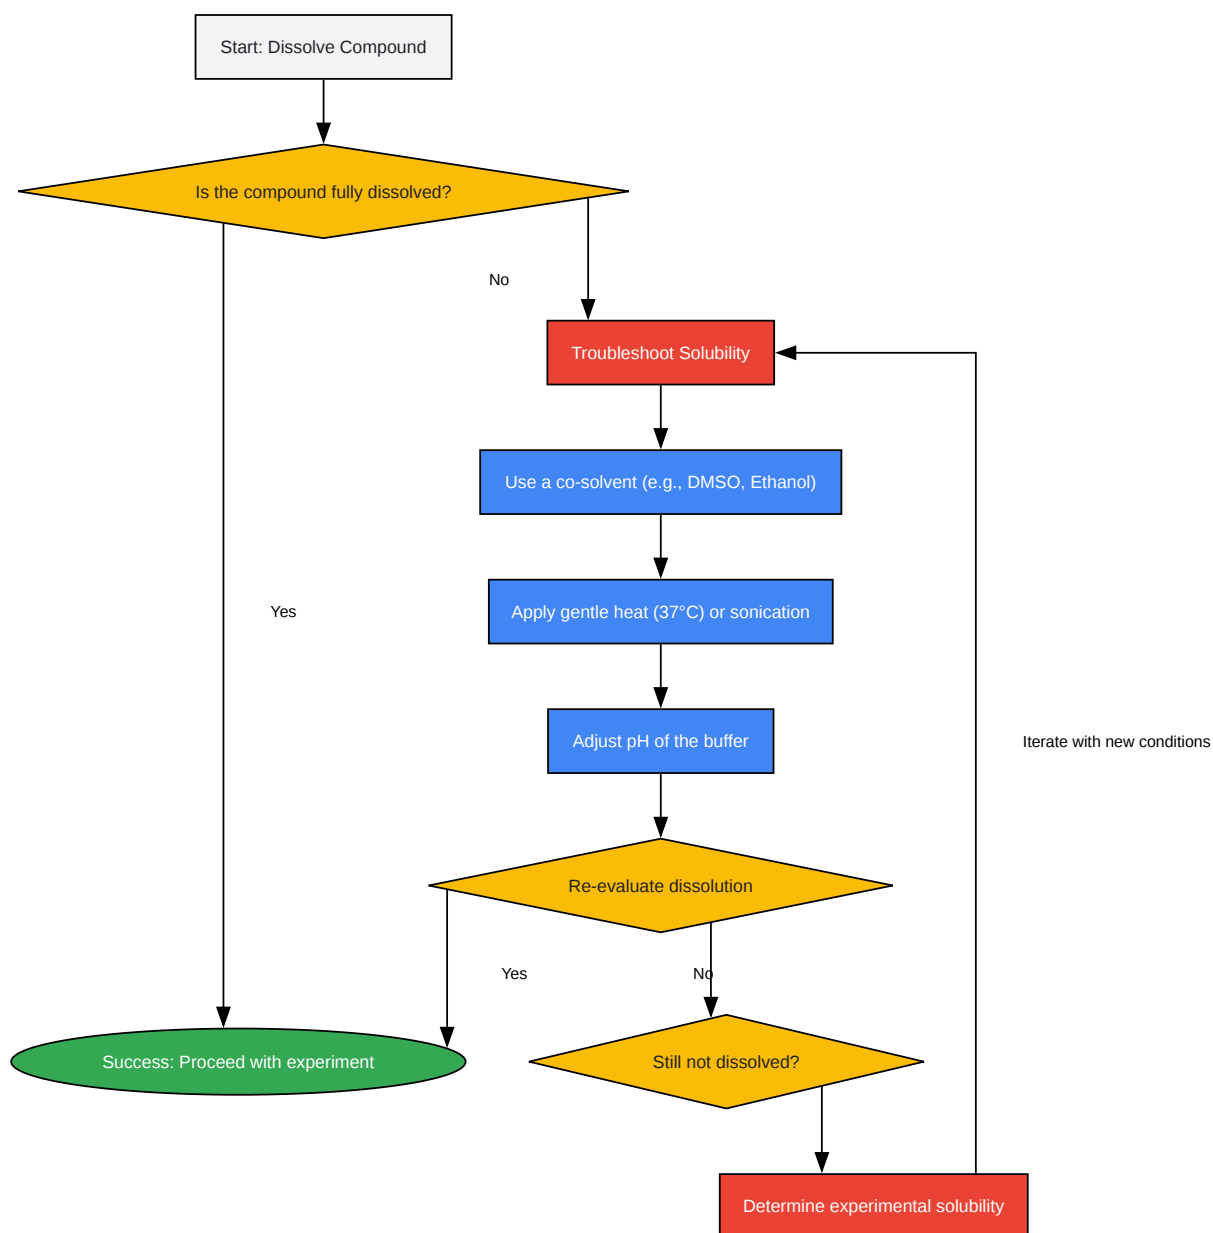 Start: Dissolve Compound
Is the compound fully dissolved?
No
Troubleshoot Solubility
Use a co-solvent (e.g., DMSO, Ethanol)
Apply gentle heat (37°C) or sonication
Yes
Adjust pH of the buffer
Iterate with new conditions
Re-evaluate dissolution
Yes
No
Success: Proceed with experiment
Still not dissolved?
Determine experimental solubility